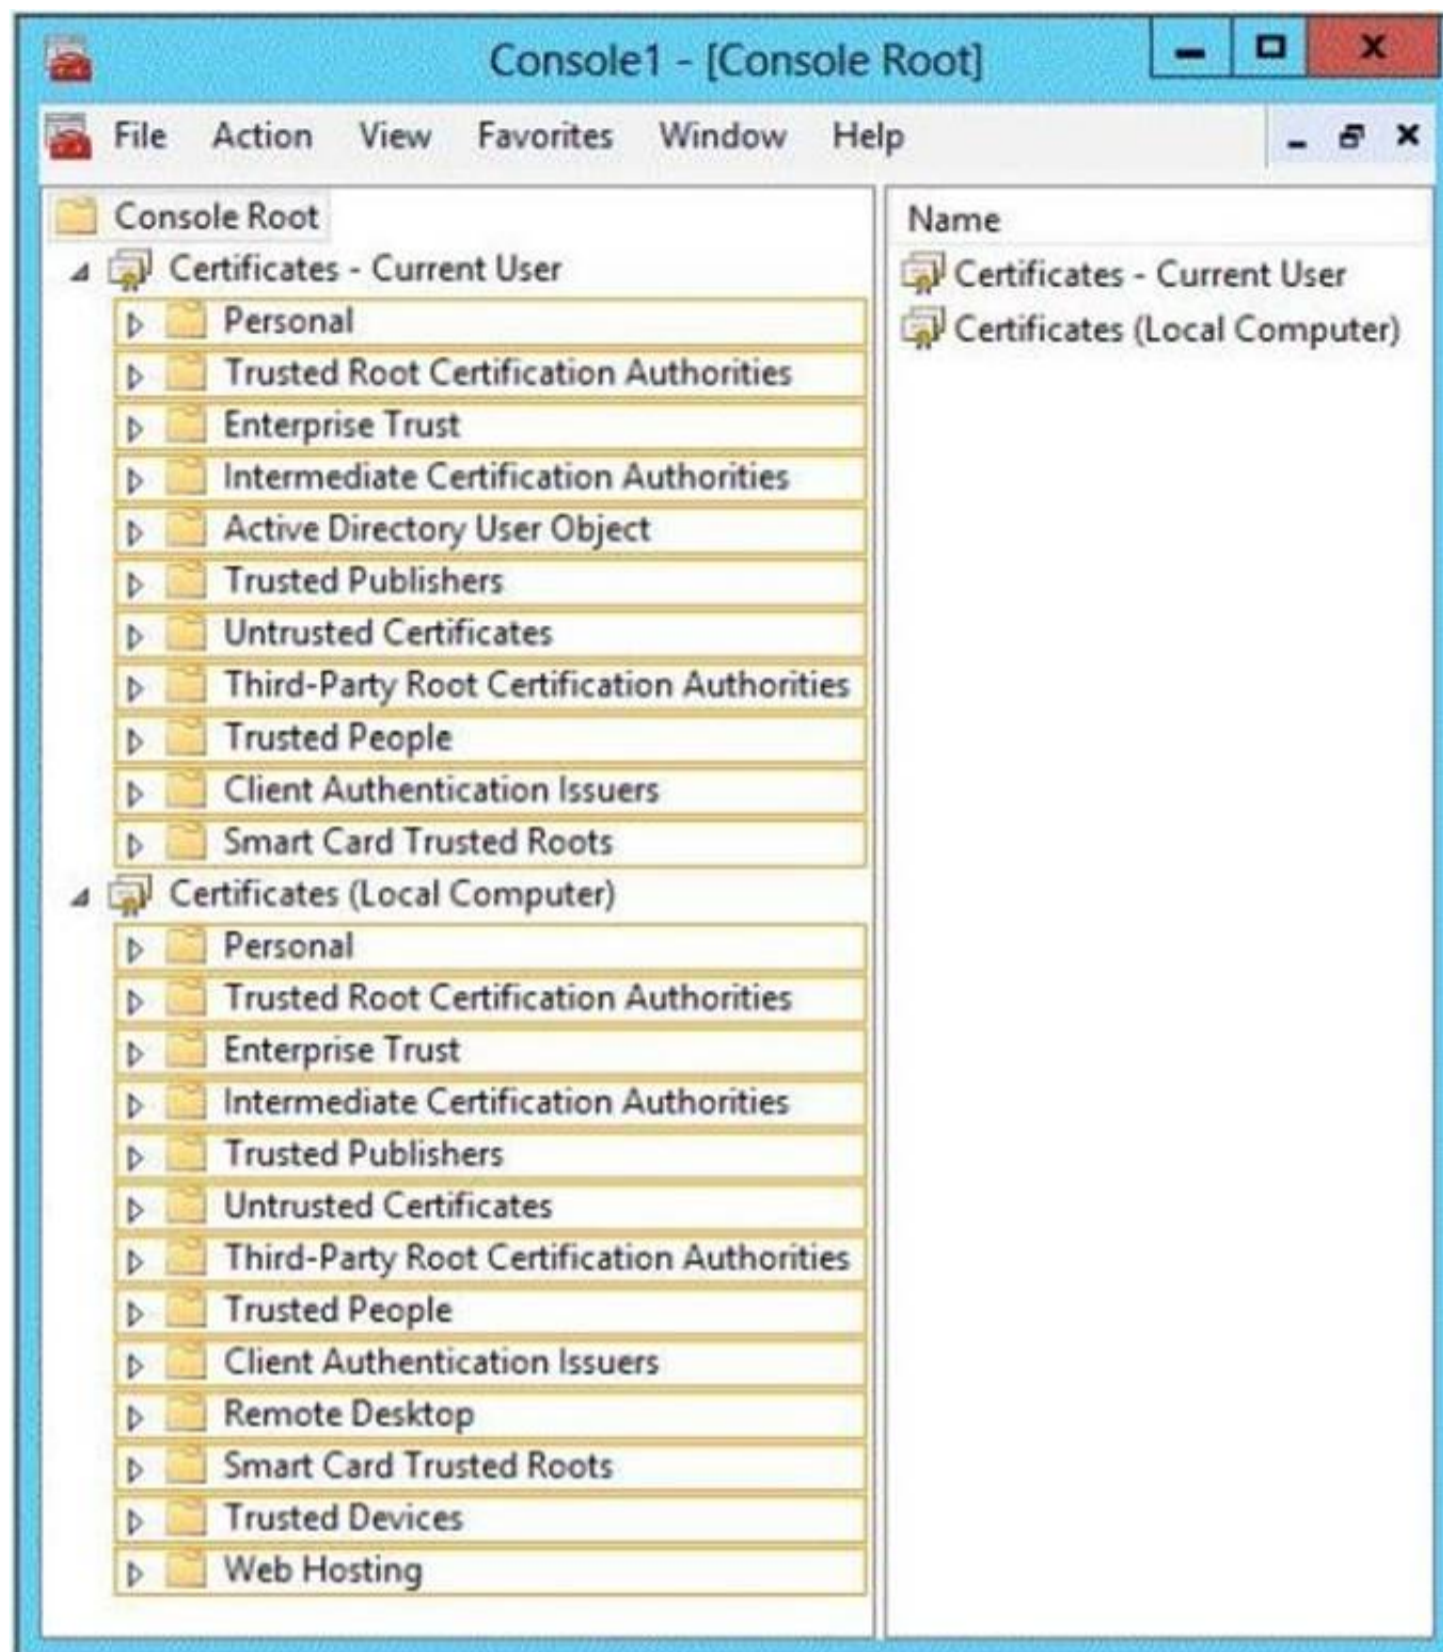 Console1 - [Console Root]
File Action View Favorites Window Help
Console Root
Certificates - Current User
Personal
Trusted Root Certification Authorities
Enterprise Trust
Intermediate Certification Authorities
Active Directory User Object
Trusted Publishers
Untrusted Certificates
Third-Party Root Certification Authorities
Trusted People
Client Authentication Issuers
Smart Card Trusted Roots
Certificates (Local Computer)
Personal
Trusted Root Certification Authorities
Enterprise Trust
Intermediate Certification Authorities
Trusted Publishers
Untrusted Certificates
Third-Party Root Certification Authorities
Trusted People
Client Authentication Issuers
Remote Desktop
Smart Card Trusted Roots
Trusted Devices
Web Hosting
Name
Certificates - Current User
Certificates (Local Computer)